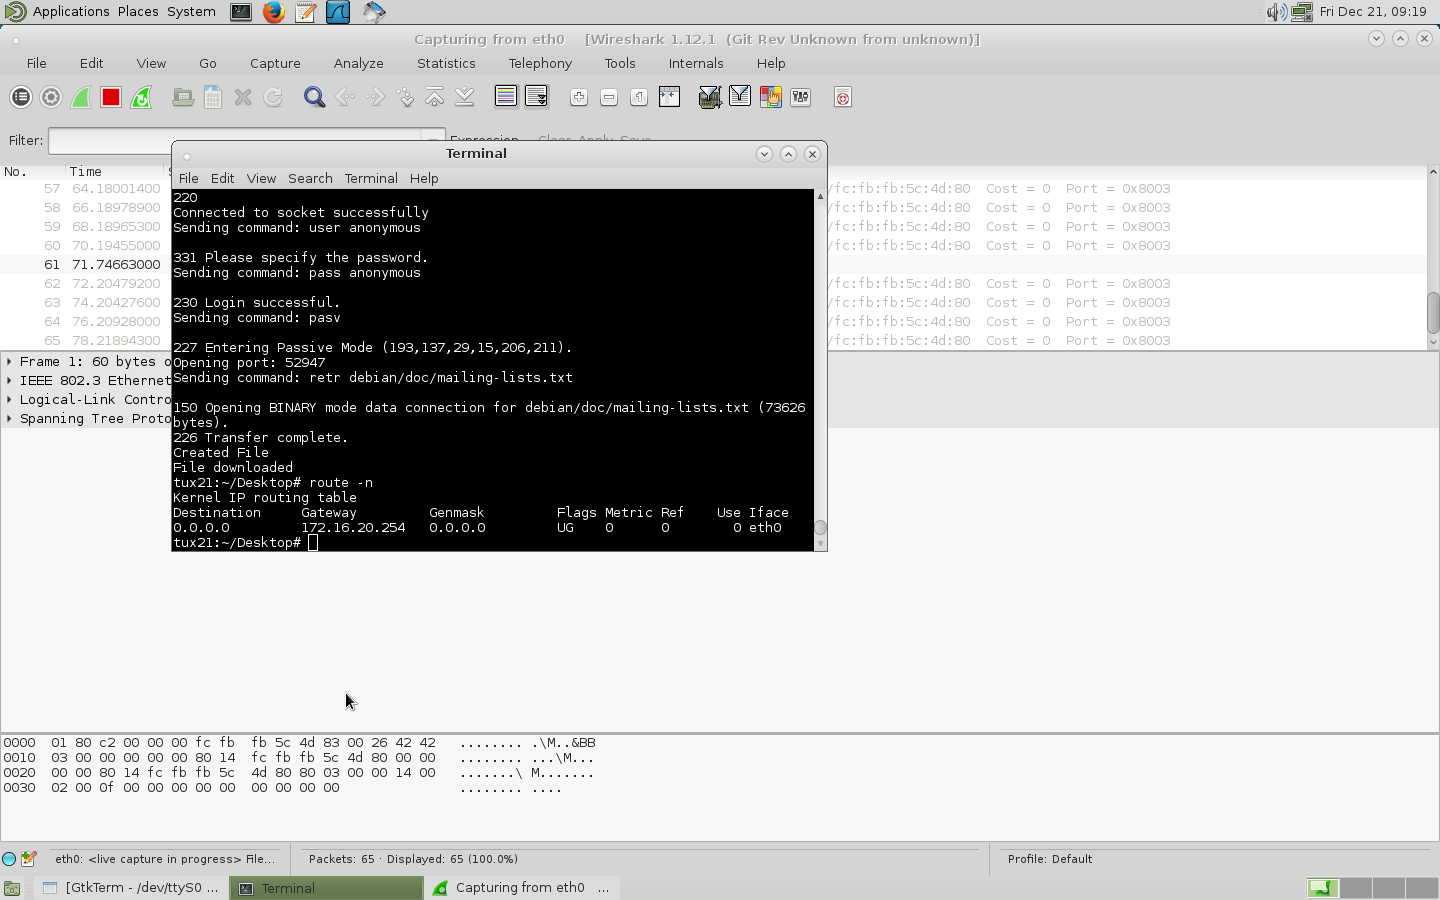 Applications Places System
Fri Dec 21, 09:19
Capturing from eth0 [Wireshark 1.12.1 (Git Rev Unknown from unknown)]
File Edit View Go Capture Analyze Statistics Telephony Tools Internals Help
Filter:
Expression... Clear Apply Save
No. Time
57 64.18001400 /fc:fb:fb:5c:4d:80 Cost = 0 Port = 0x8003
58 66.18978900 /fc:fb:fb:5c:4d:80 Cost = 0 Port = 0x8003
59 68.18965300 /fc:fb:fb:5c:4d:80 Cost = 0 Port = 0x8003
60 70.19455000 /fc:fb:fb:5c:4d:80 Cost = 0 Port = 0x8003
61 71.74663000
62 72.20479200 /fc:fb:fb:5c:4d:80 Cost = 0 Port = 0x8003
63 74.20427600 /fc:fb:fb:5c:4d:80 Cost = 0 Port = 0x8003
64 76.20928000 /fc:fb:fb:5c:4d:80 Cost = 0 Port = 0x8003
65 78.21894300 /fc:fb:fb:5c:4d:80 Cost = 0 Port = 0x8003
Frame 1: 60 bytes o
IEEE 802.3 Ethernet
Logical-Link Contro
Spanning Tree Proto
Terminal
File Edit View Search Terminal Help
220
Connected to socket successfully
Sending command: user anonymous
331 Please specify the password.
Sending command: pass anonymous
230 Login successful.
Sending command: pasv
227 Entering Passive Mode (193,137,29,15,206,211).
Opening port: 52947
Sending command: retr debian/doc/mailing-lists.txt
150 Opening BINARY mode data connection for debian/doc/mailing-lists.txt (73626
bytes).
226 Transfer complete.
Created File
File downloaded
tux21:~/Desktop# route -n
Kernel IP routing table
Destination Gateway Genmask Flags Metric Ref Use Iface
0.0.0.0 172.16.20.254 0.0.0.0 UG 0 0 0 eth0
tux21:~/Desktop#
0000 01 80 c2 00 00 00 fc fb fb 5c 4d 83 00 26 42 42 ........ .\M..&BB
0010 03 00 00 00 00 00 80 14 fc fb fb 5c 4d 80 00 00 ........ ...\M...
0020 00 00 80 14 fc fb fb 5c 4d 80 80 03 00 00 14 00 .......\ M.......
0030 02 00 0f 00 00 00 00 00 00 00 00 00 ........ ....
eth0: <live capture in progress> File... Packets: 65 · Displayed: 65 (100.0%) Profile: Default
[GtkTerm - /dev/ttyS0 ... Terminal Capturing from eth0 ...